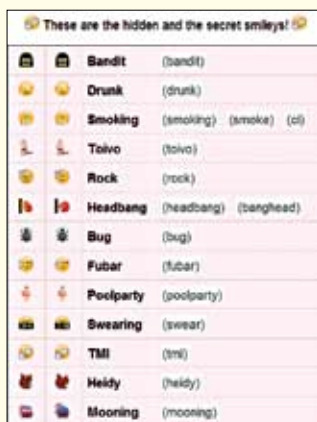 These are the hidden and the secret smileys!
Bandit (bandit)
Drunk (drunk)
Smoking (smoking) (smoke) (ci)
Toivo (toivo)
Rock (rock)
Headbang (headbang) (banghead)
Bug (bug)
Fubar (fubar)
Poolparty (poolparty)
Swearing (swear)
TMI (tmi)
Heidy (heidy)
Mooning (mooning)